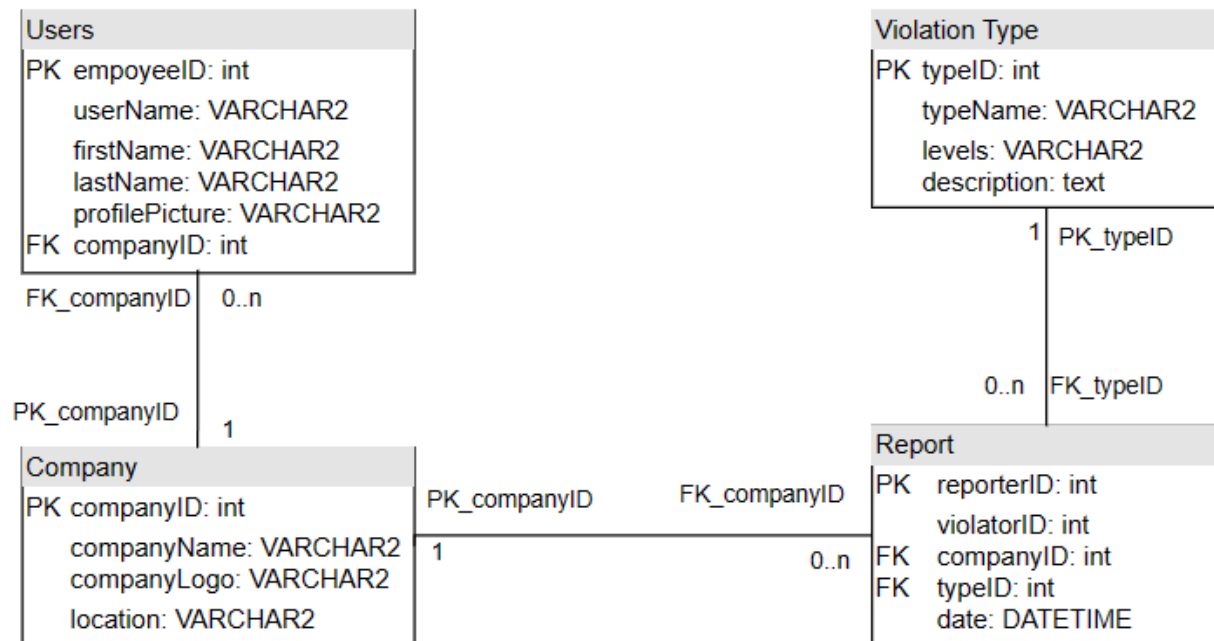 Users
PK empoyeeID: int
userName: VARCHAR2
firstName: VARCHAR2
lastName: VARCHAR2
profilePicture: VARCHAR2
FK companyID: int
FK_companyID 0..n
PK_companyID
1
Company
PK companyID: int
companyName: VARCHAR2
companyLogo: VARCHAR2
location: VARCHAR2
PK_companyID FK_companyID
1 0..n
Violation Type
PK typeID: int
typeName: VARCHAR2
levels: VARCHAR2
description: text
1 PK_typeID
0..n FK_typeID
Report
PK reporterID: int
violatorID: int
FK companyID: int
FK typeID: int
date: DATETIME